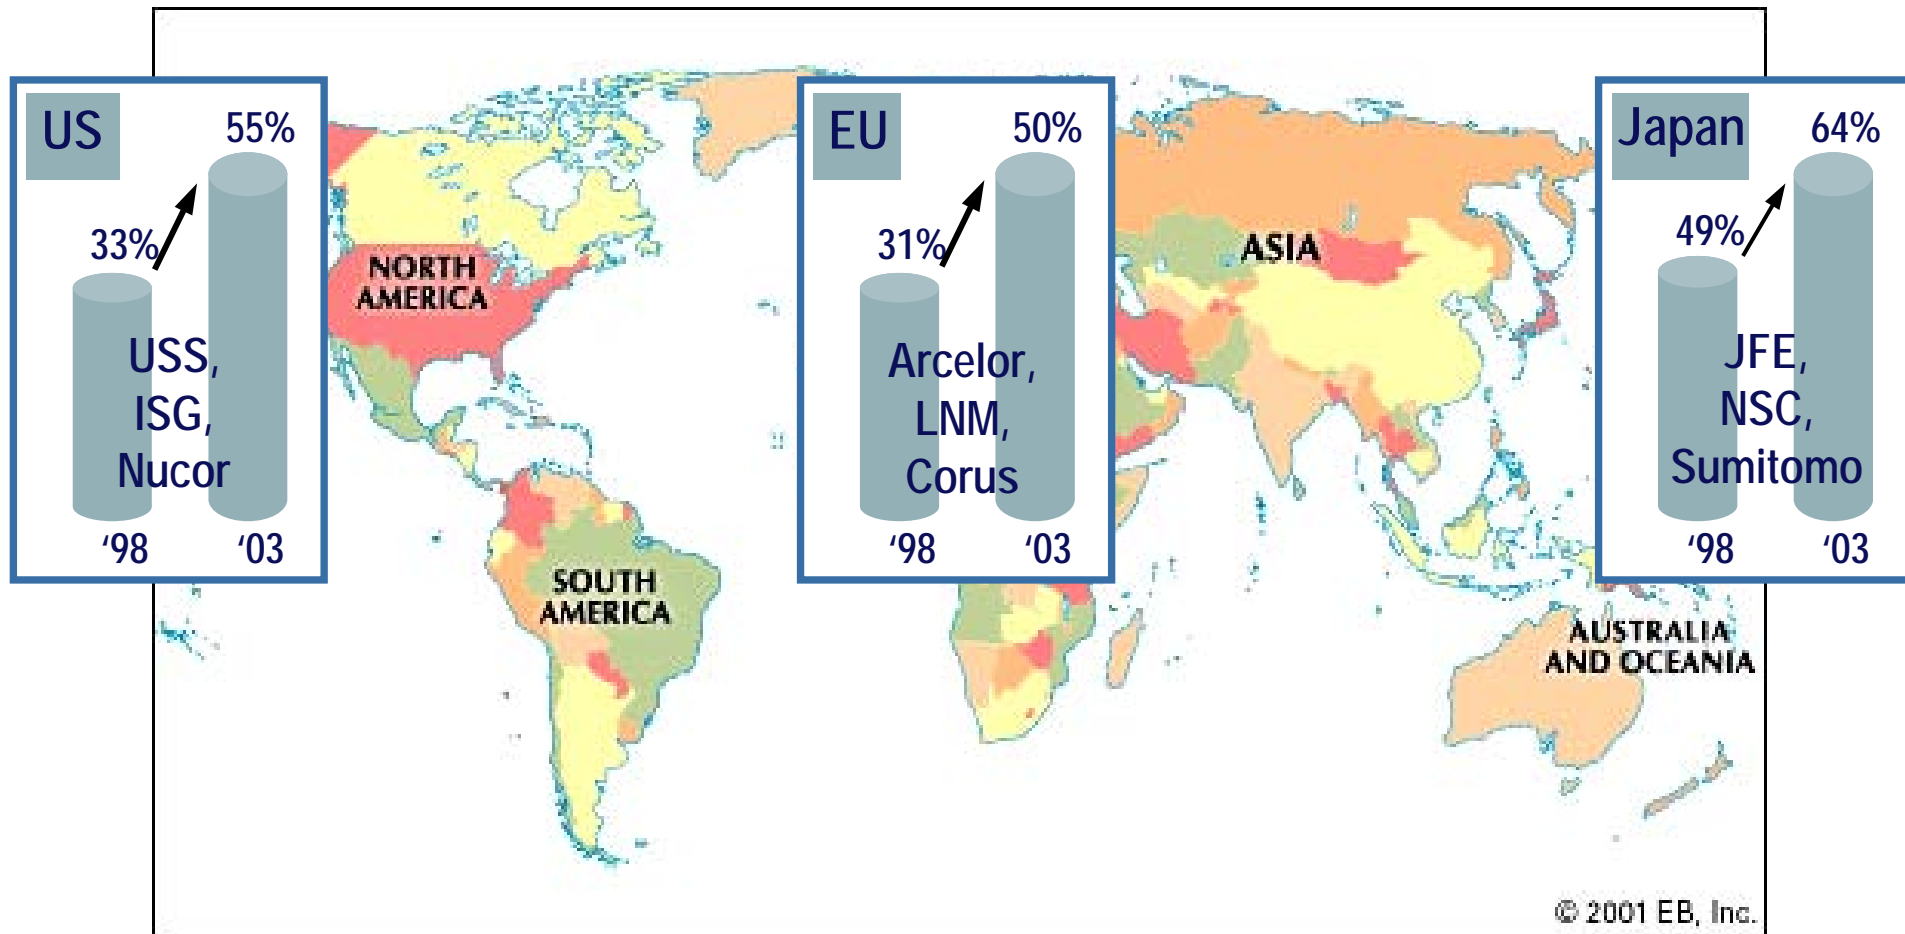 US
55%
33%
USS,
ISG,
Nucor
‘98
‘03
EU
50%
31%
Arcelor,
LNM,
Corus
‘98
‘03
Japan
64%
49%
JFE,
NSC,
Sumitomo
‘98
‘03
NORTH
AMERICA
ASIA
SOUTH
AMERICA
AUSTRALIA
AND OCEANIA
© 2001 EB, Inc.